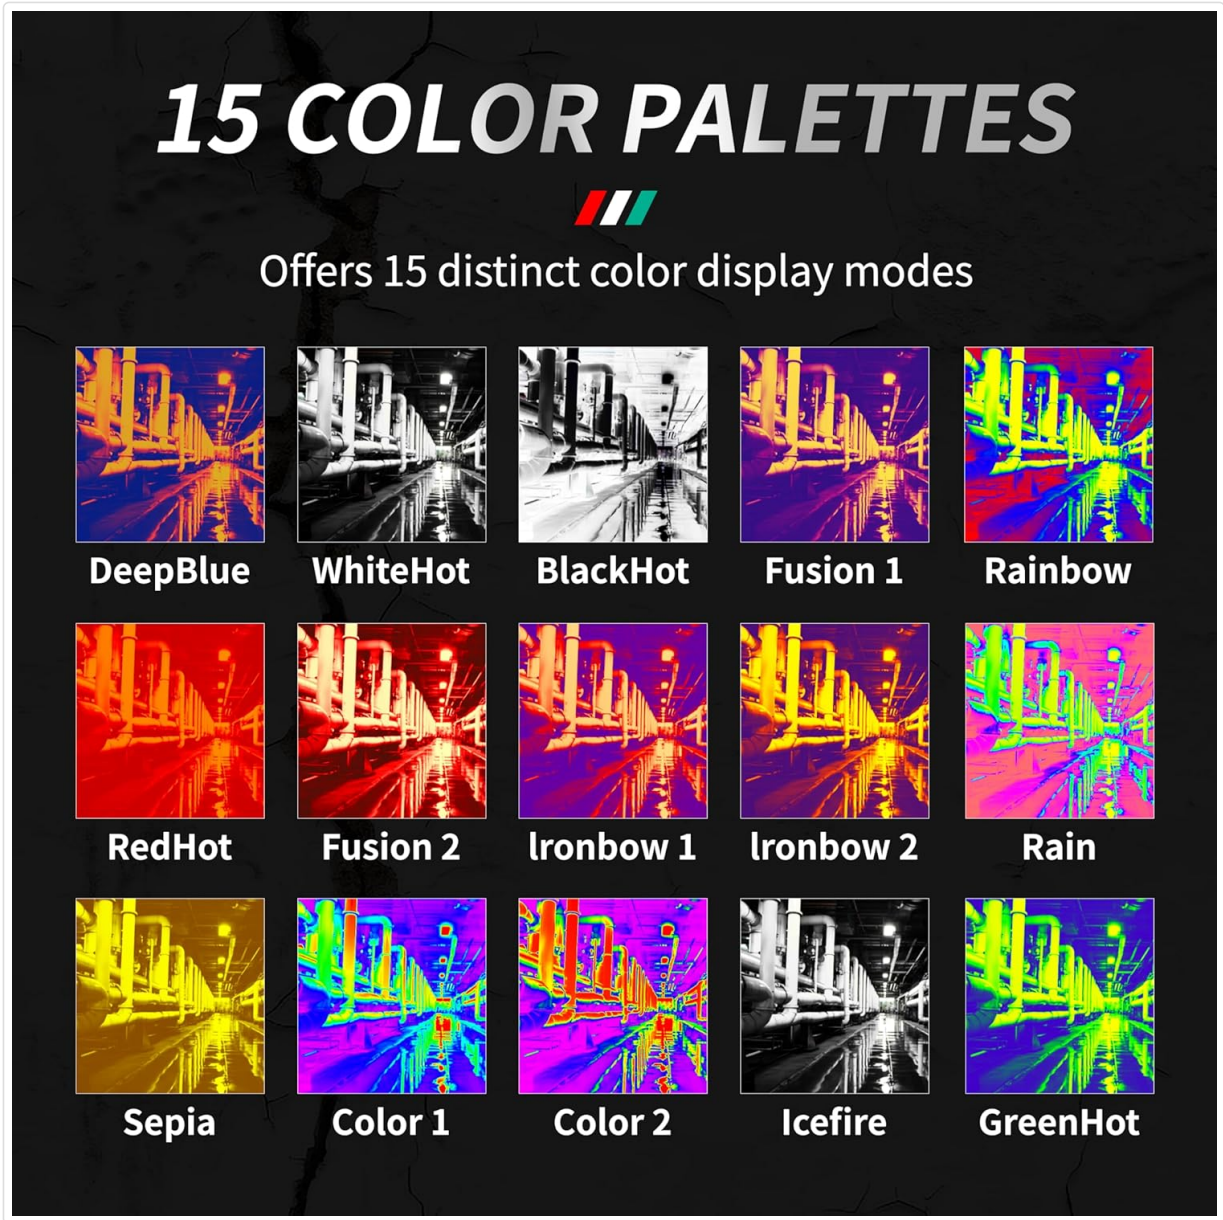 15 COLOR PALETTES
Offers 15 distinct color display modes
DeepBlue WhiteHot BlackHot Fusion 1 Rainbow
RedHot Fusion 2 lronbow 1 lronbow 2 Rain
Sepia Color 1 Color 2 Icefire GreenHot